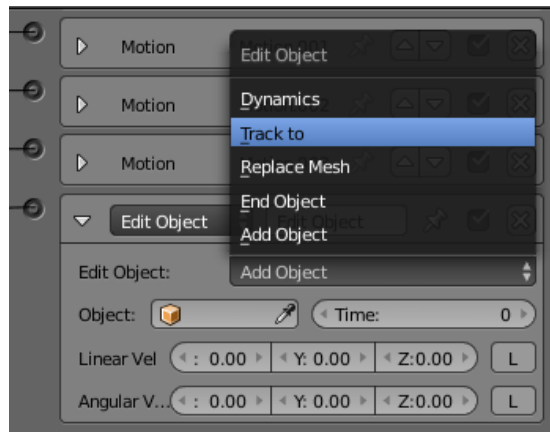 Motion
Edit Object
Motion
Dynamics
Track to
Motion
Replace Mesh
End Object
Edit Object
Add Object
Edit Object: Add Object
Object: Time: 0
Linear Vel : 0.00 Y: 0.00 Z:0.00 L
Angular V... : 0.00 Y: 0.00 Z:0.00 L